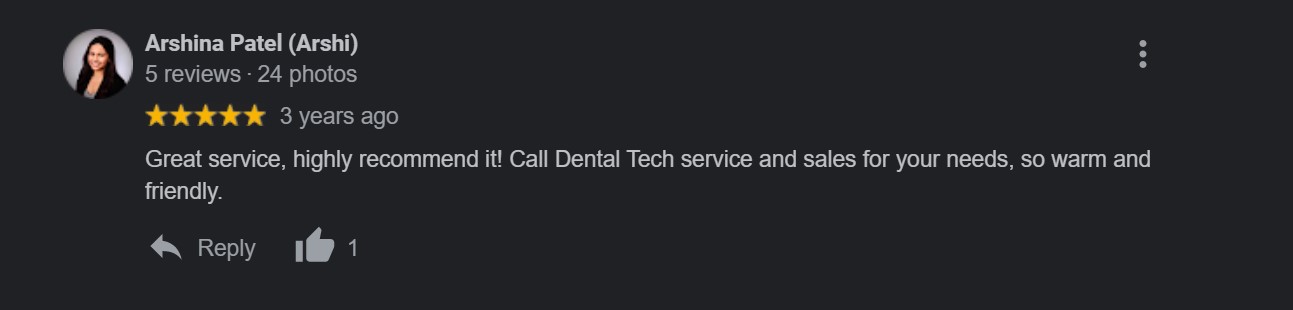 Arshina Patel (Arshi)
5 reviews · 24 photos
3 years ago
Great service, highly recommend it! Call Dental Tech service and sales for your needs, so warm and
friendly.
Reply 1